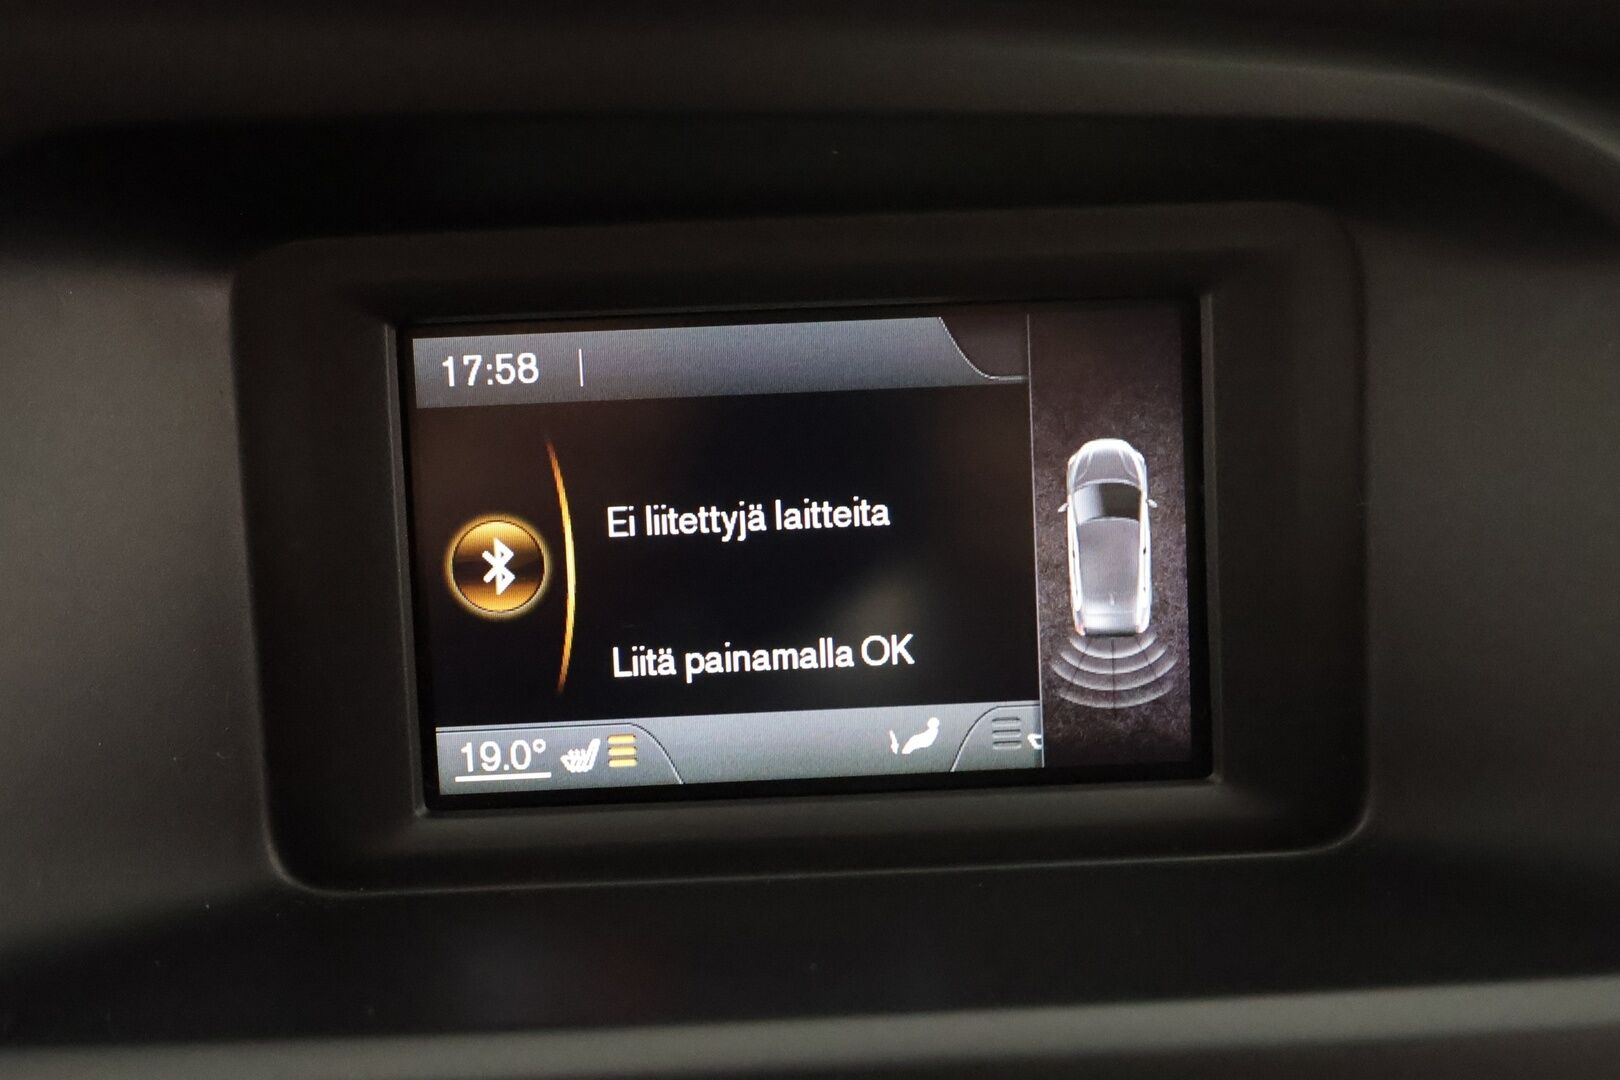 17:58
Ei liitettyjä laitteita
Liitä painamalla OK
19.0°